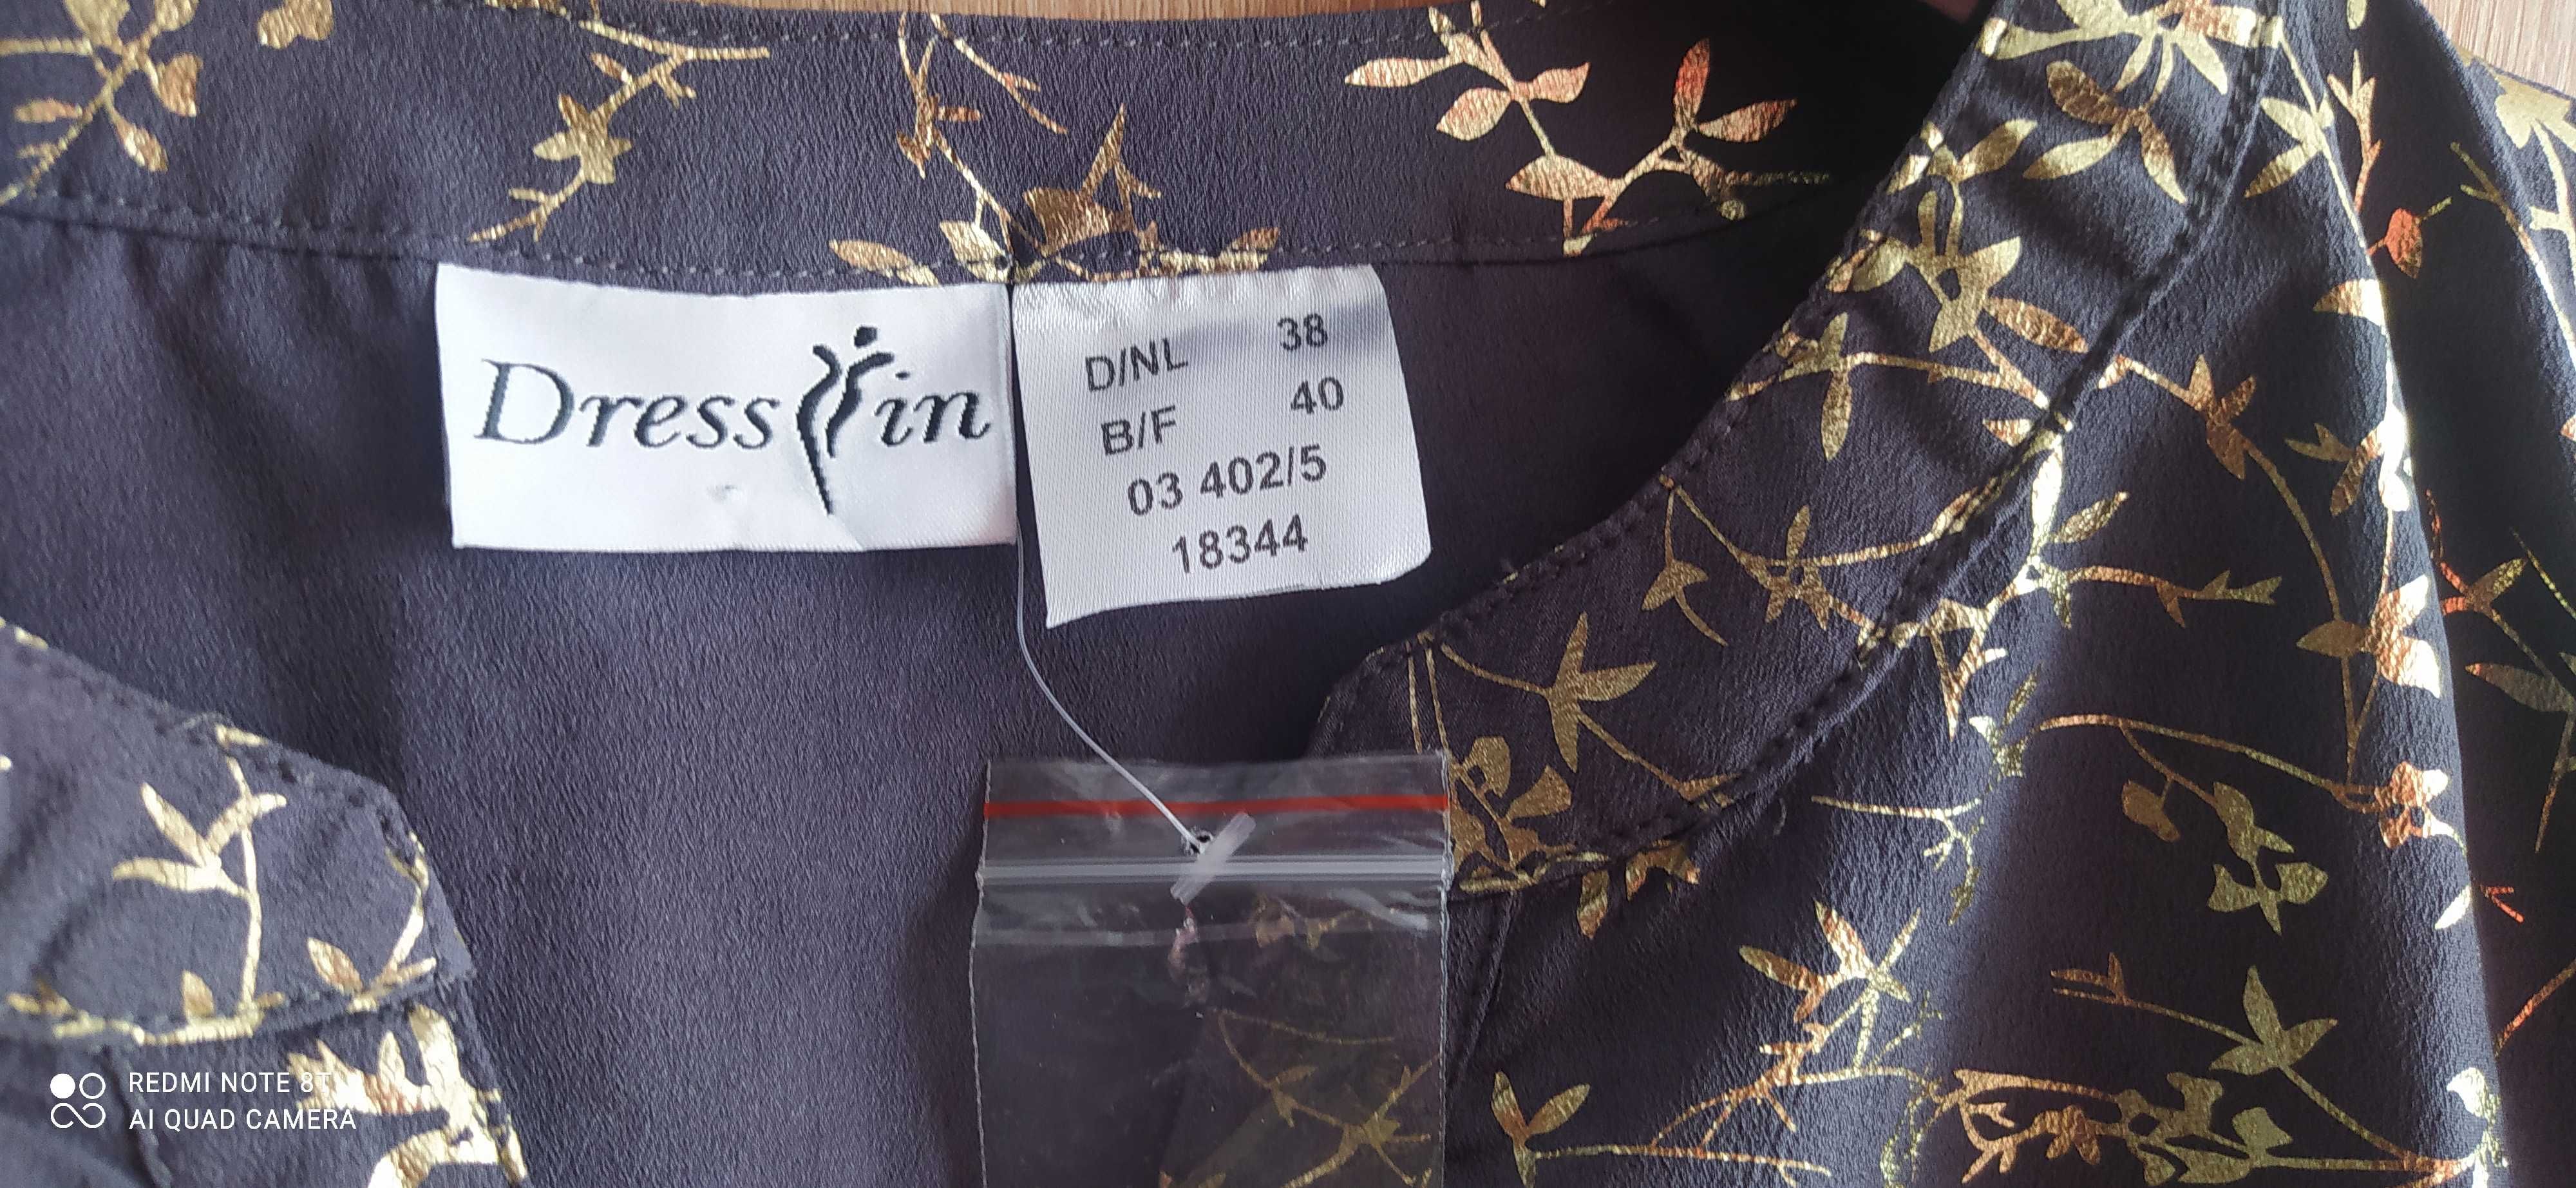 Dress in
D/NL 38
B/F 40
03 402/5
18344
REDMI NOTE 8T
AI QUAD CAMERA